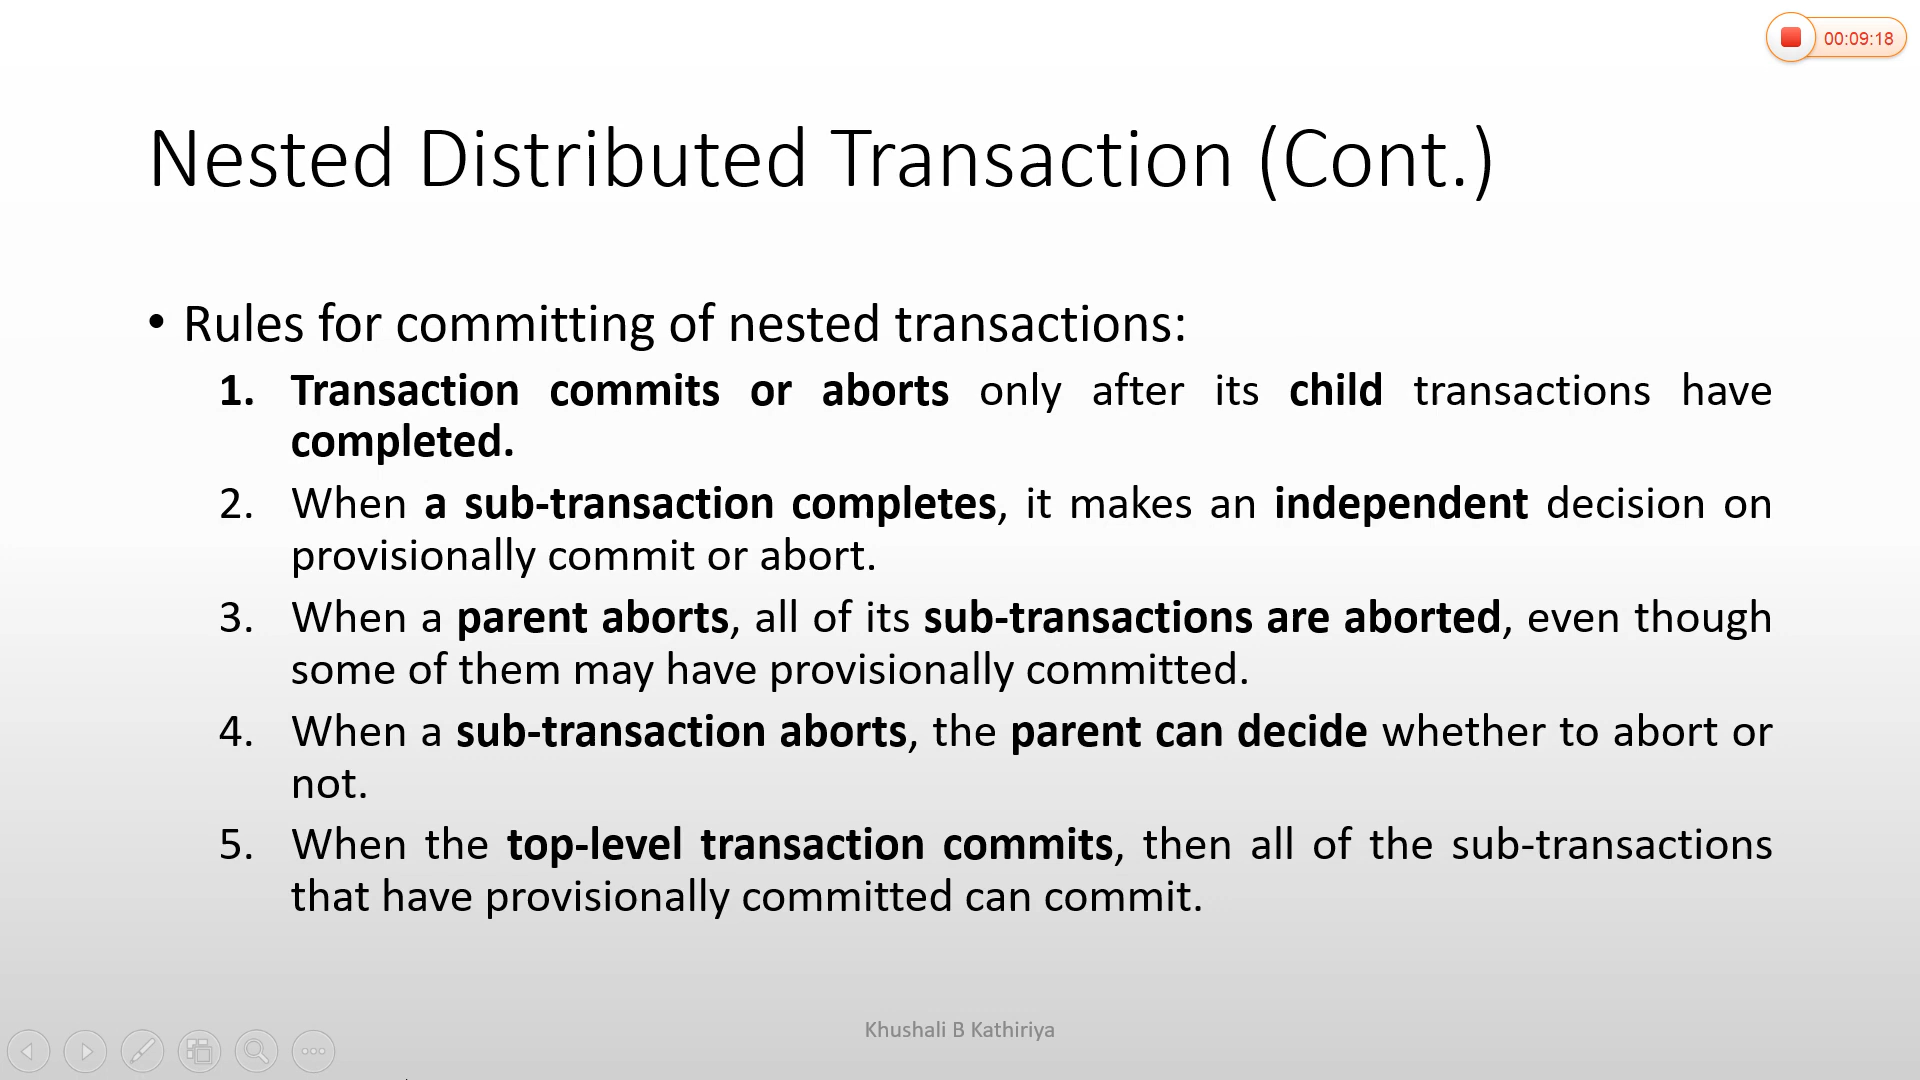 00:09:18
Nested Distributed Transaction (Cont.)
• Rules for committing of nested transactions:
1. Transaction commits or aborts only after its child transactions have
completed.
2. When a sub-transaction completes, it makes an independent decision on
provisionally commit or abort.
3. When a parent aborts, all of its sub-transactions are aborted, even though
some of them may have provisionally committed.
4. When a sub-transaction aborts, the parent can decide whether to abort or
not.
5. When the top-level transaction commits, then all of the sub-transactions
that have provisionally committed can commit.
Khushali B Kathiriya